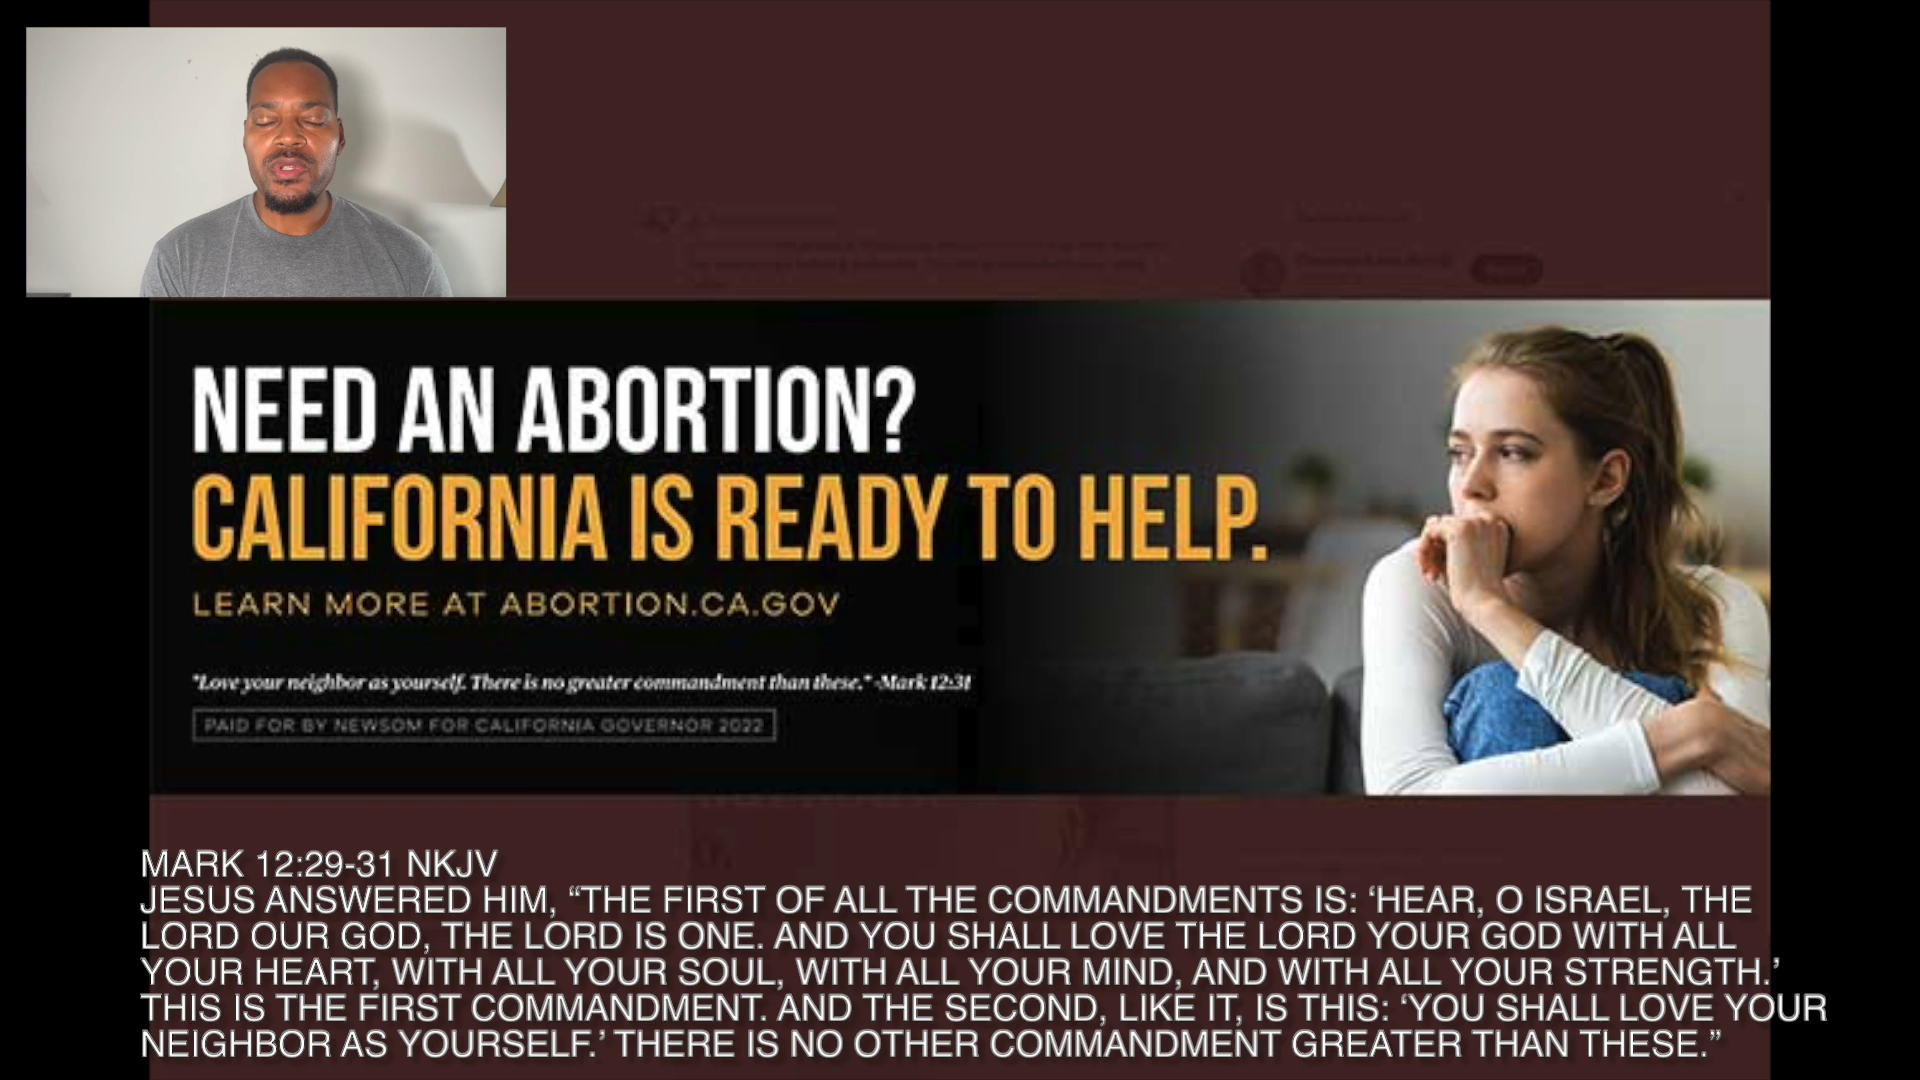 NEED AN ABORTION?
CALIFORNIA IS READY TO HELP.
LEARN MORE AT ABORTION.CA.GOV
"Love your neighbor as yourself. There is no greater commandment than these." -Mark 12:31
PAID FOR BY NEWSOM FOR CALIFORNIA GOVERNOR 2022
MARK 12:29-31 NKJV
JESUS ANSWERED HIM, “THE FIRST OF ALL THE COMMANDMENTS IS: ‘HEAR, O ISRAEL, THE
LORD OUR GOD, THE LORD IS ONE. AND YOU SHALL LOVE THE LORD YOUR GOD WITH ALL
YOUR HEART, WITH ALL YOUR SOUL, WITH ALL YOUR MIND, AND WITH ALL YOUR STRENGTH.’
THIS IS THE FIRST COMMANDMENT. AND THE SECOND, LIKE IT, IS THIS: ‘YOU SHALL LOVE YOUR
NEIGHBOR AS YOURSELF.’ THERE IS NO OTHER COMMANDMENT GREATER THAN THESE.”